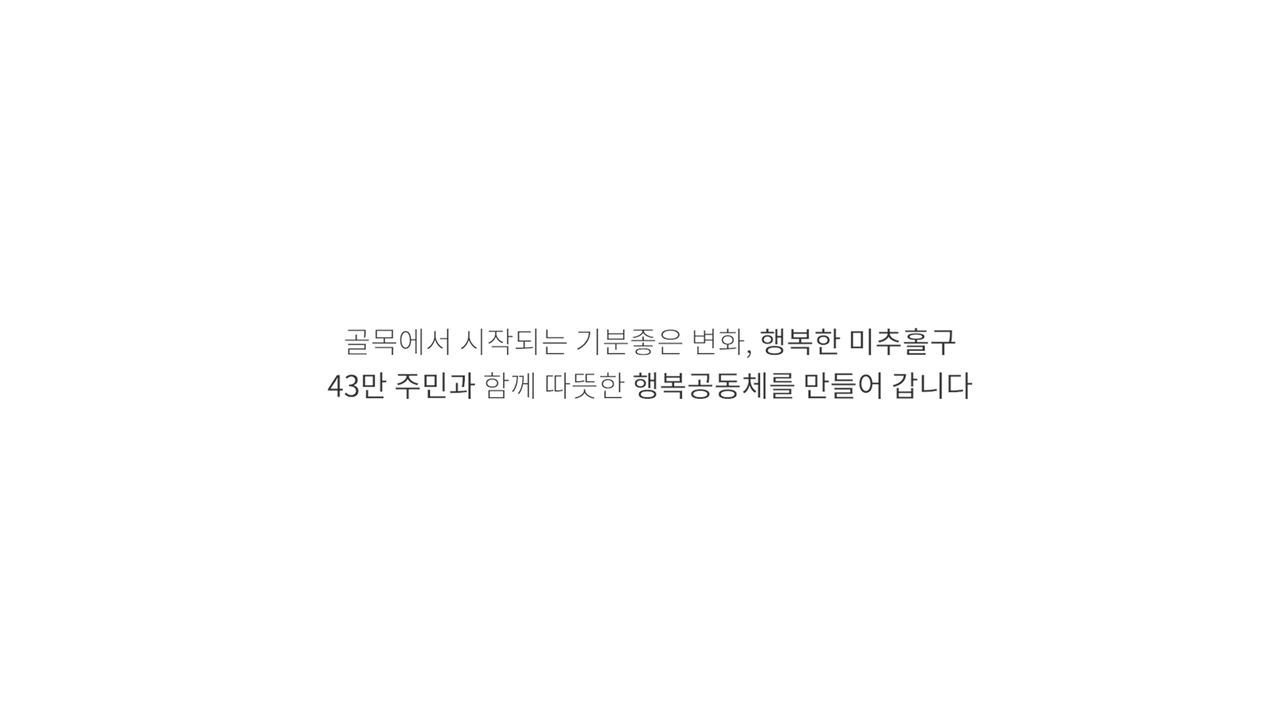 골목에서 시작되는 기분좋은 변화, 행복한 미추홀구
43만 주민과 함께 따뜻한 행복공동체를 만들어 갑니다